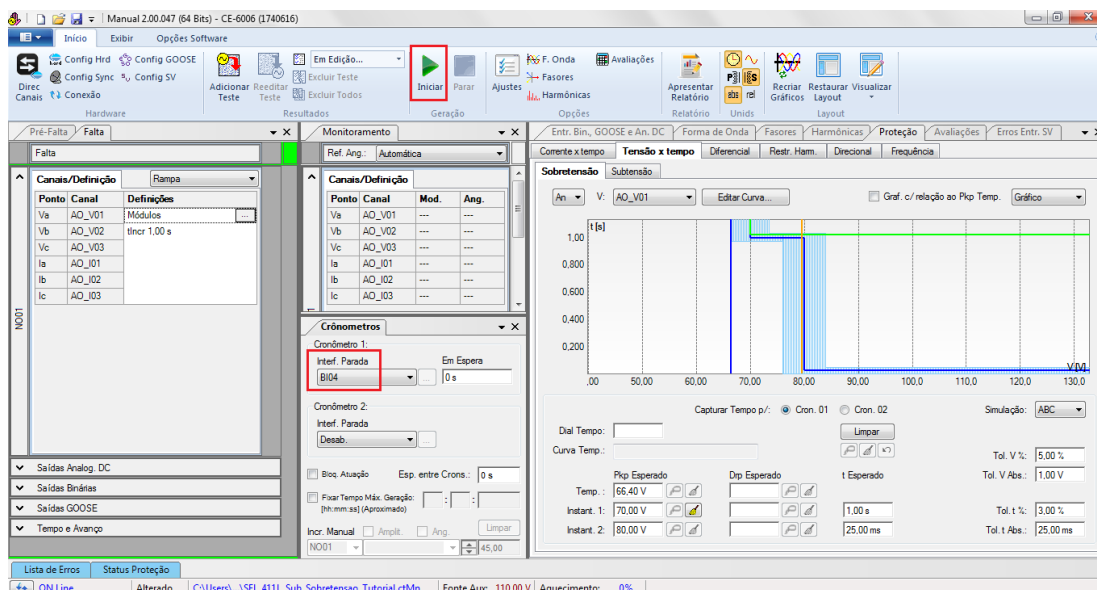 Manual 2.00.047 (64 Bits) - CE-6006 (1740616)
Início Exibir Opções Software
Direc Canais
Config Hrd Config GOOSE
Config Sync Config SV
Conexão
Hardware
Adicionar Teste
Reeditar Teste
Em Edição...
Excluir Teste
Excluir Todos
Resultados
Iniciar
Parar
Geração
Ajustes
F. Onda Avaliações
Fasores
Harmônicas
Opções
Apresentar Relatório
Relatório
abs rel
Unids
Recriar Gráficos
Restaurar Layout
Visualizar
Layout
Pré-Falta Falta
Falta
Canais/Definição Rampa
Ponto Canal Definições
Va AO_V01 Módulos ...
Vb AO_V02 tIncr 1,00 s
Vc AO_V03
Ia AO_I01
Ib AO_I02
Ic AO_I03
NO01
Saídas Analog. DC
Saídas Binárias
Saídas GOOSE
Tempo e Avanço
Monitoramento
Ref. Ang.: Automática
Canais/Definição
Ponto Canal Mod. Ang.
Va AO_V01 --- ---
Vb AO_V02 --- ---
Vc AO_V03 --- ---
Ia AO_I01 --- ---
Ib AO_I02 --- ---
Ic AO_I03 --- ---
Crônometros
Cronômetro 1:
Interf. Parada Em Espera
BI04 ... 0 s
Cronômetro 2:
Interf. Parada
Desab. ...
Bloq. Atuação Esp. entre Crons.: 0 s
Fixar Tempo Máx. Geração: : :
[hh:mm:ss] (Aproximado)
Incr. Manual Amplit. Ang. Limpar
NO01 45,00
Entr. Bin., GOOSE e An. DC Forma de Onda Fasores Harmônicas Proteção Avaliações Erros Entr. SV
Corrente x tempo Tensão x tempo Diferencial Restr. Harm. Direcional Frequência
Sobretensão Subtensão
An V: AO_V01 Editar Curva... Graf. c/ relação ao Pkp Temp. Gráfico
t [s]
1,00
0,800
0,600
0,400
0,200
V [V]
,00 50,00 60,00 70,00 80,00 90,00 100,0 110,0 120,0 130,0
Capturar Tempo p/: Cron. 01 Cron. 02 Simulação: ABC
Dial Tempo: Limpar
Curva Temp.: Tol. V %: 5,00 %
Pkp Esperado Drp Esperado t Esperado Tol. V Abs.: 1,00 V
Temp. : 66,40 V
Instant. 1: 70,00 V 1,00 s Tol. t %: 3,00 %
Instant. 2: 80,00 V 25,00 ms Tol. t Abs.: 25,00 ms
Lista de Erros Status Proteção
ON Line Alterado Fonte Aux: 110,00 V Aquecimento: 0%